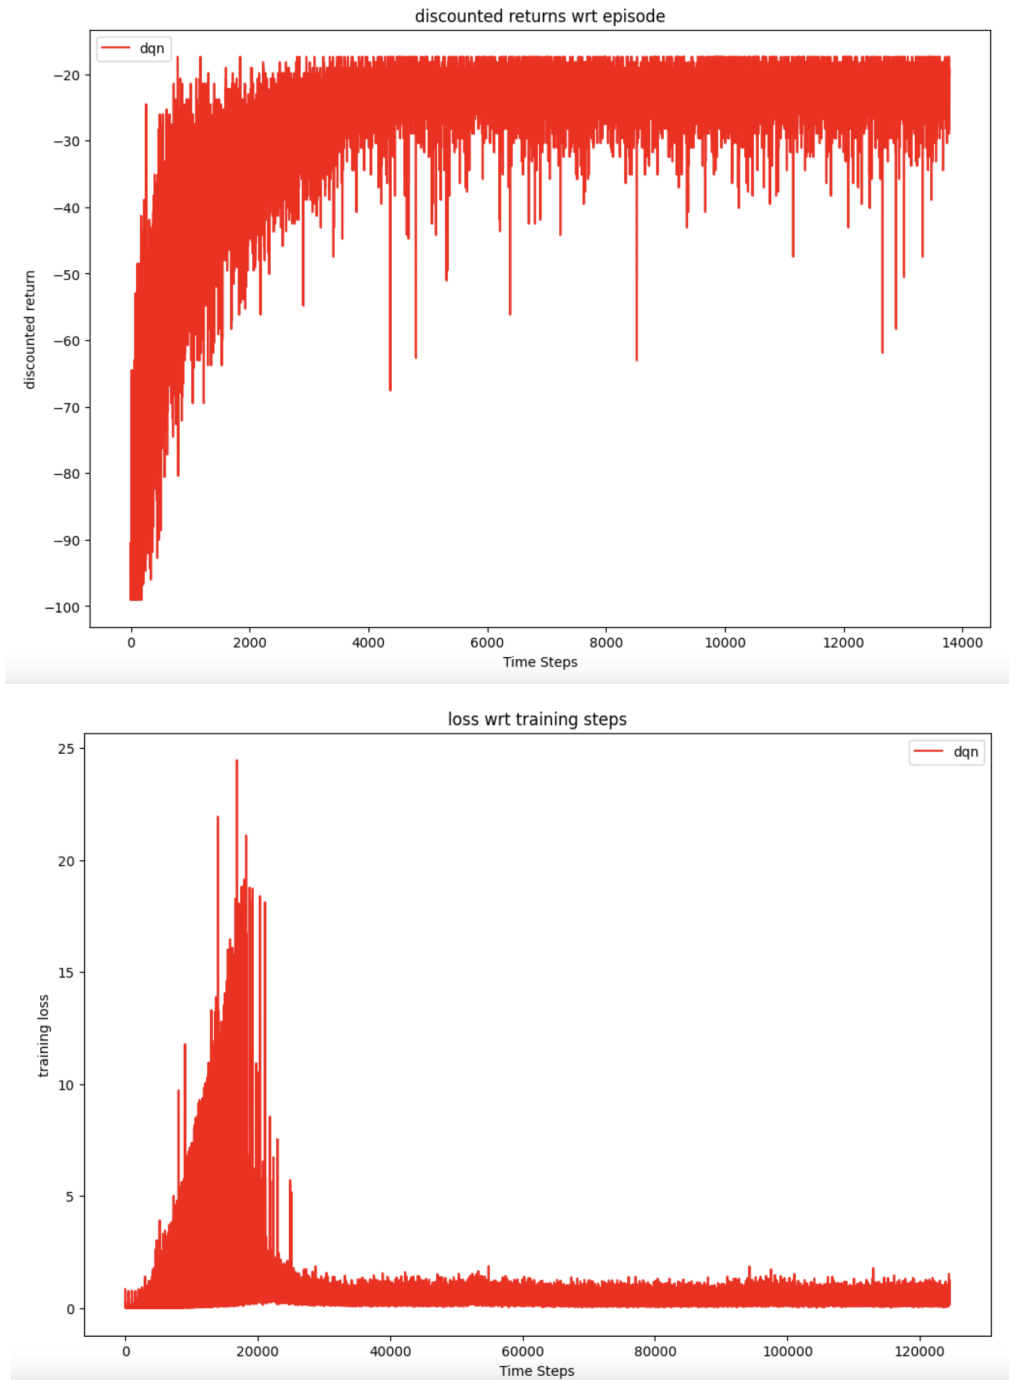 discounted returns wrt episode
dqn
−20
−30
−40
−50
−60
−70
−80
−90
−100
discounted return
0 2000 4000 6000 8000 10000 12000 14000
Time Steps
loss wrt training steps
dqn
25
20
15
10
5
0
training loss
0 20000 40000 60000 80000 100000 120000
Time Steps